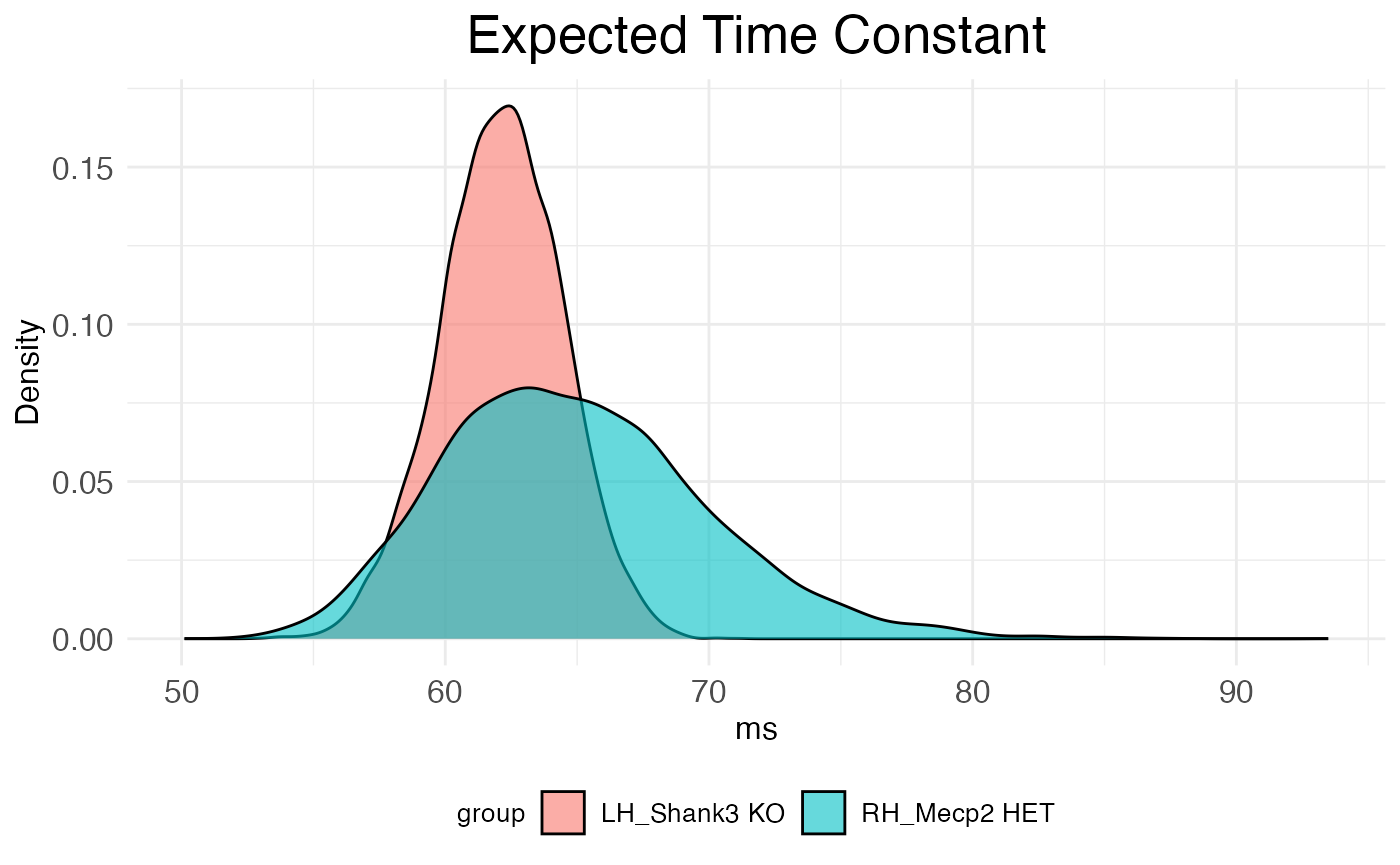 Expected Time Constant
Density
0.15
0.10
0.05
0.00
50 60 70 80 90
ms
group LH_Shank3 KO RH_Mecp2 HET